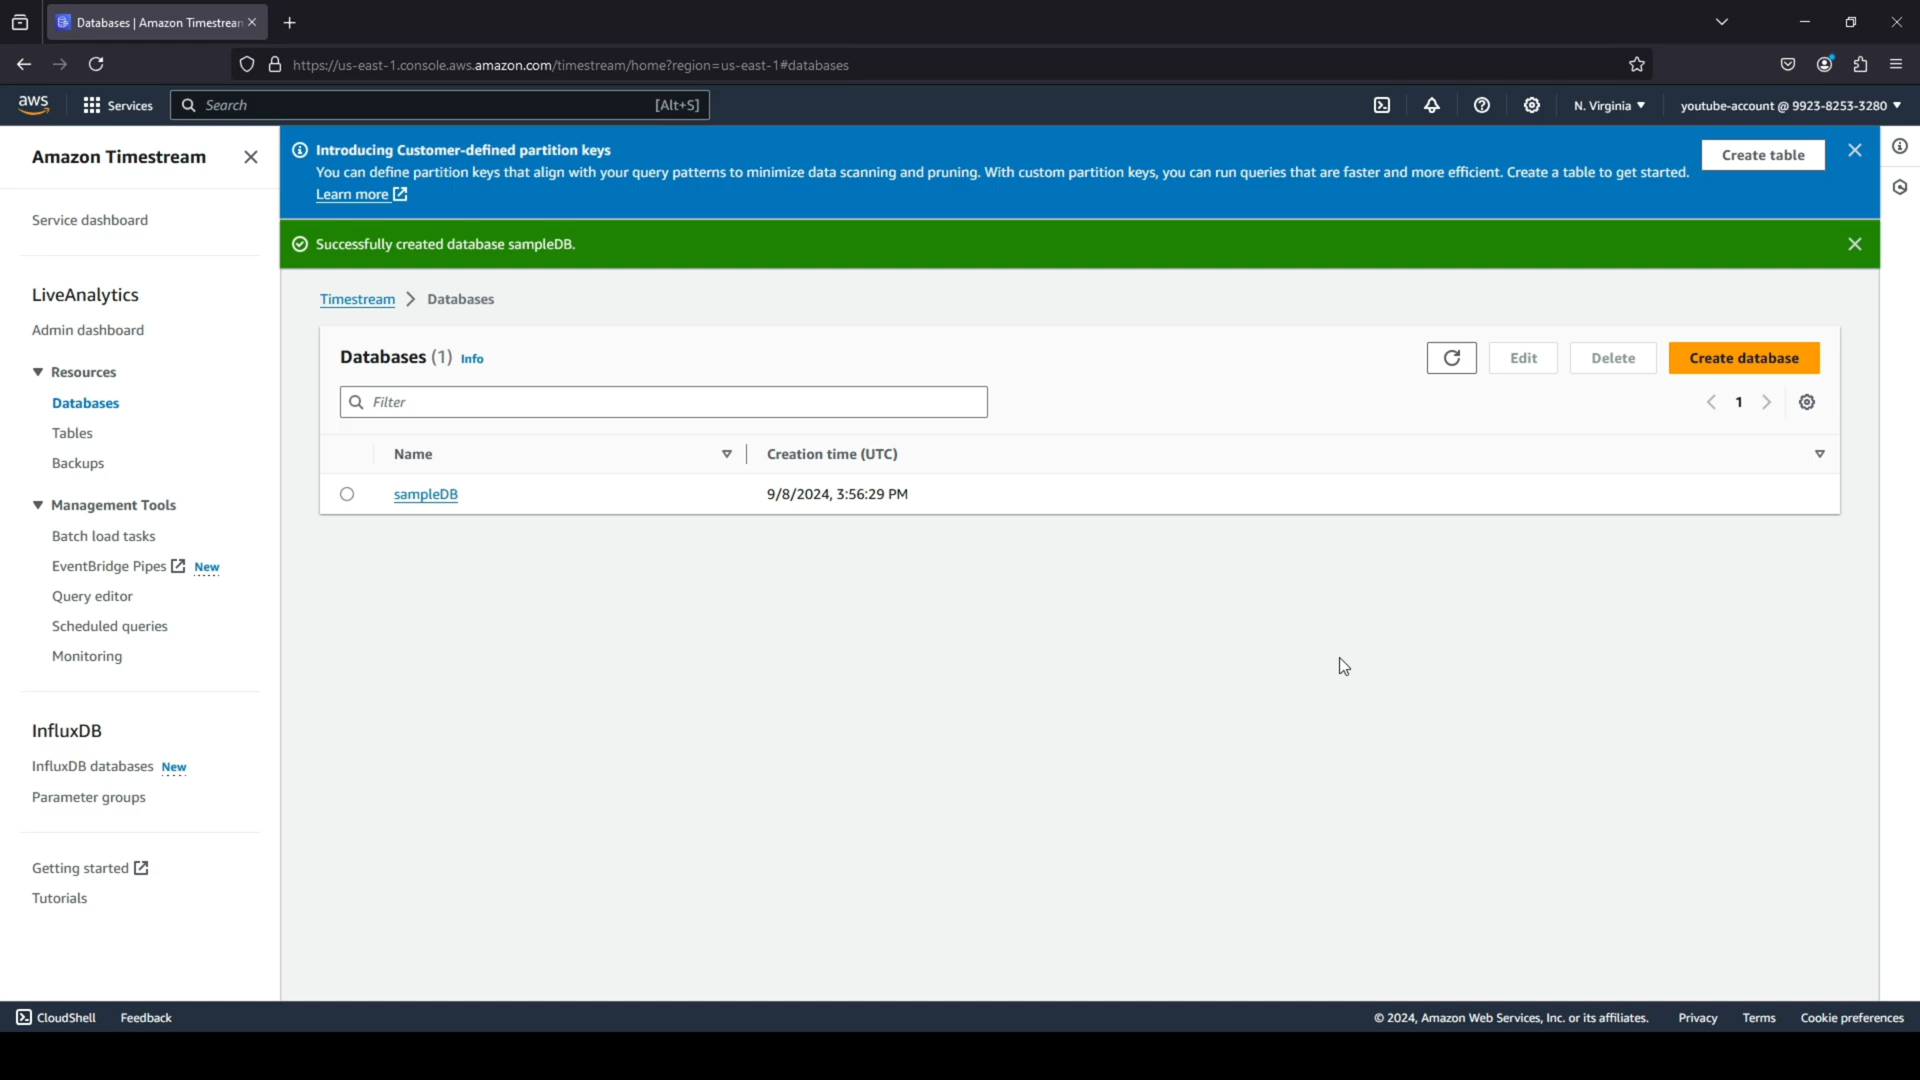 Databases | Amazon Timestrean
https://us-east-1.console.aws.amazon.com/timestream/home?region=us-east-1#databases
aws
Services
Search
[Alt+S]
N. Virginia
youtube-account @ 9923-8253-3280
Amazon Timestream
Service dashboard
LiveAnalytics
Admin dashboard
Resources
Databases
Tables
Backups
Management Tools
Batch load tasks
EventBridge Pipes New
Query editor
Scheduled queries
Monitoring
InfluxDB
InfluxDB databases New
Parameter groups
Getting started
Tutorials
Introducing Customer-defined partition keys
You can define partition keys that align with your query patterns to minimize data scanning and pruning. With custom partition keys, you can run queries that are faster and more efficient. Create a table to get started.
Learn more
Create table
Successfully created database sampleDB.
Timestream > Databases
Databases (1) Info
Edit
Delete
Create database
Filter
1
Name
Creation time (UTC)
sampleDB
9/8/2024, 3:56:29 PM
CloudShell
Feedback
© 2024, Amazon Web Services, Inc. or its affiliates.
Privacy
Terms
Cookie preferences